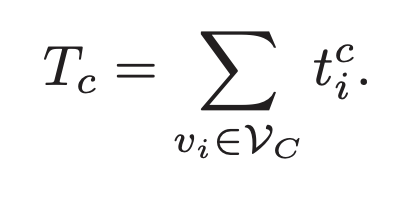 $T_c = \sum_{v_i \in \mathcal{V}_C} t_i^c.$